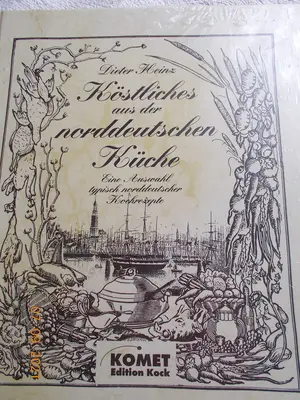 Dieter Heinz
Köstliches
aus der
norddeutschen
Küche
Eine Auswahl
typisch norddeutscher
Kochrezepte
KOMET
Edition Kock